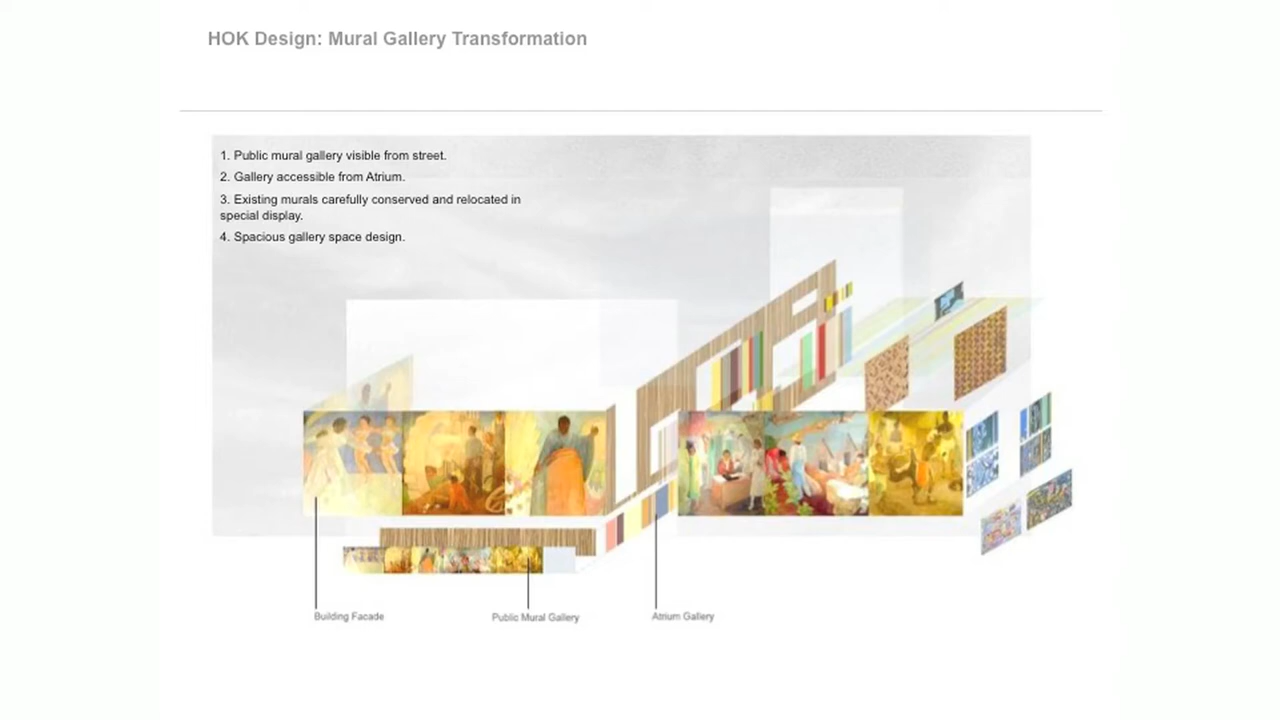 HOK Design: Mural Gallery Transformation
1. Public mural gallery visible from street.
2. Gallery accessible from Atrium.
3. Existing murals carefully conserved and relocated in
special display.
4. Spacious gallery space design.
Building Facade
Public Mural Gallery
Atrium Gallery